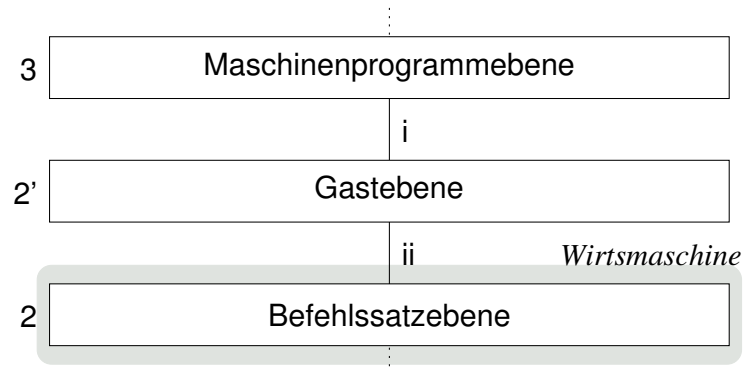 3 Maschinenprogrammebene
i
2' Gastebene
ii Wirtsmaschine
2 Befehlssatzebene